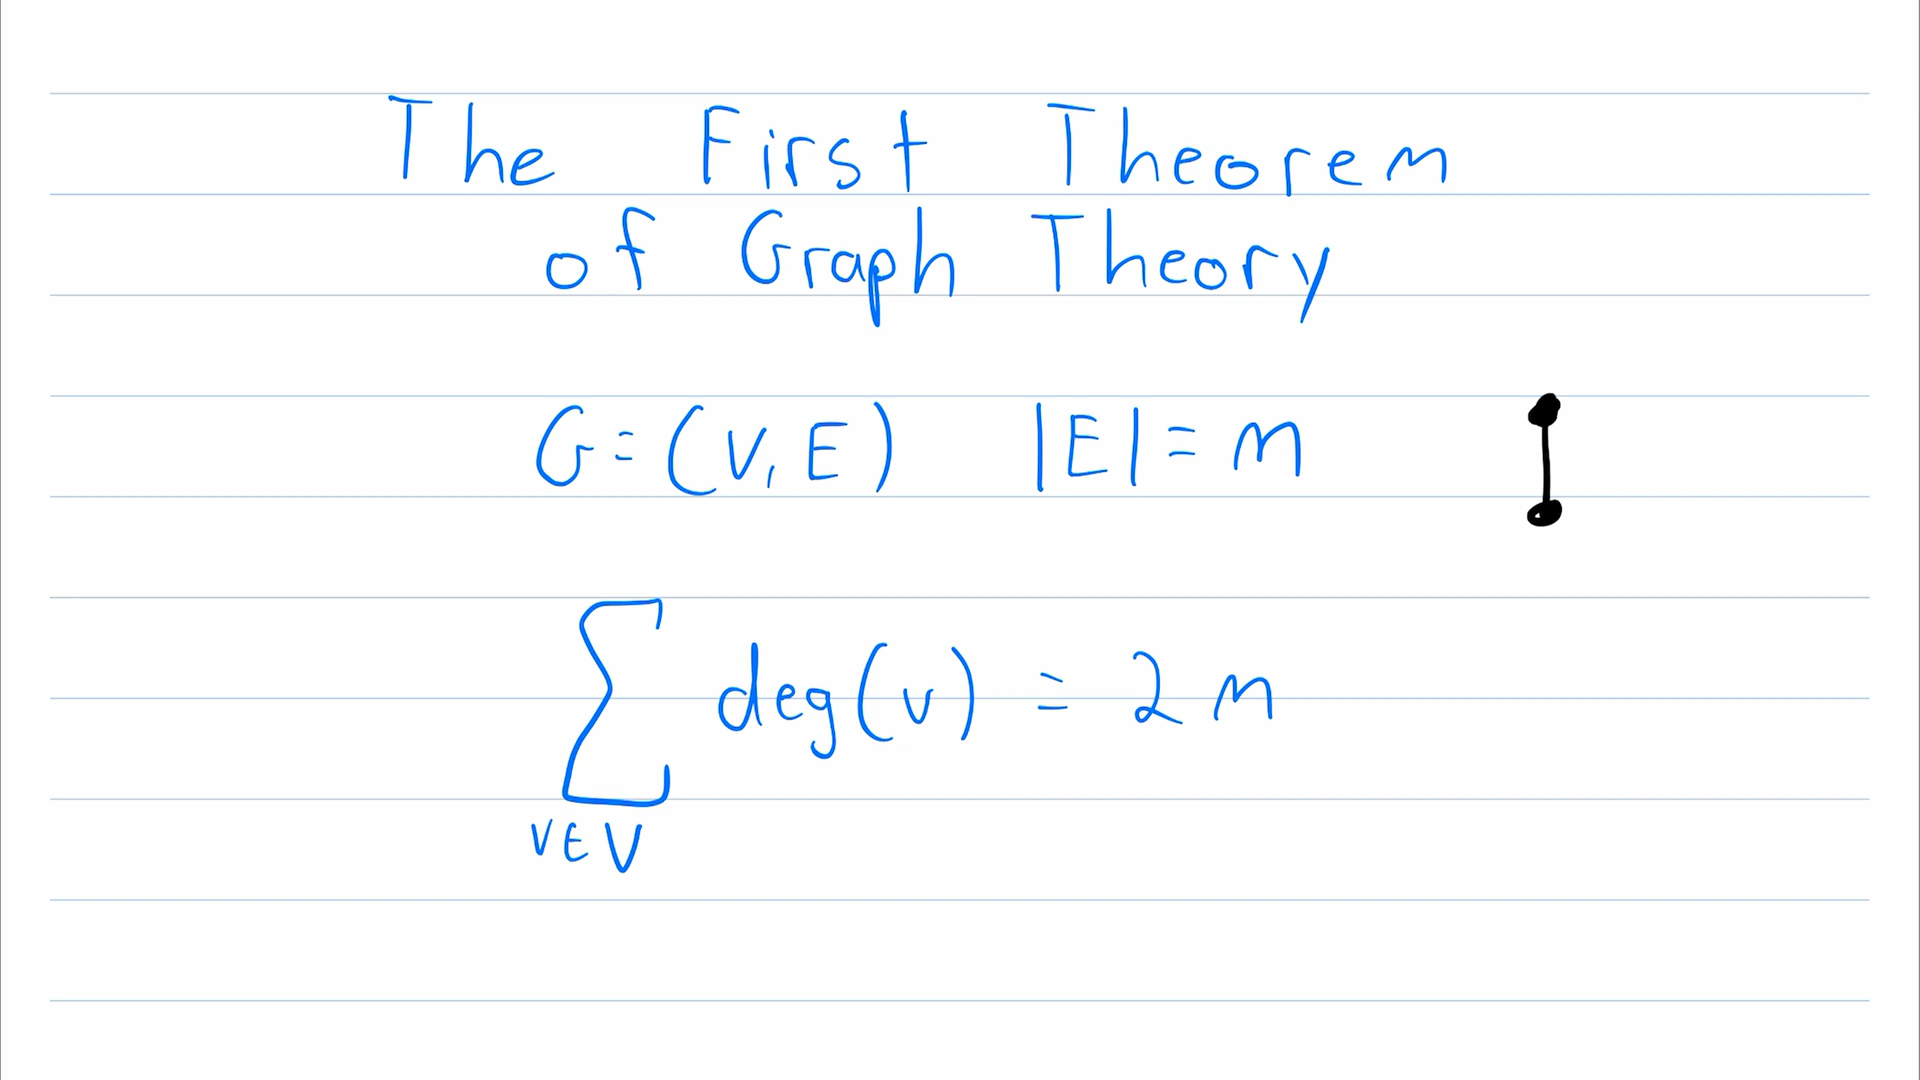 The First Theorem
of Graph Theory
G = (V, E) |E| = m
∑ deg(v) = 2m
v∈V